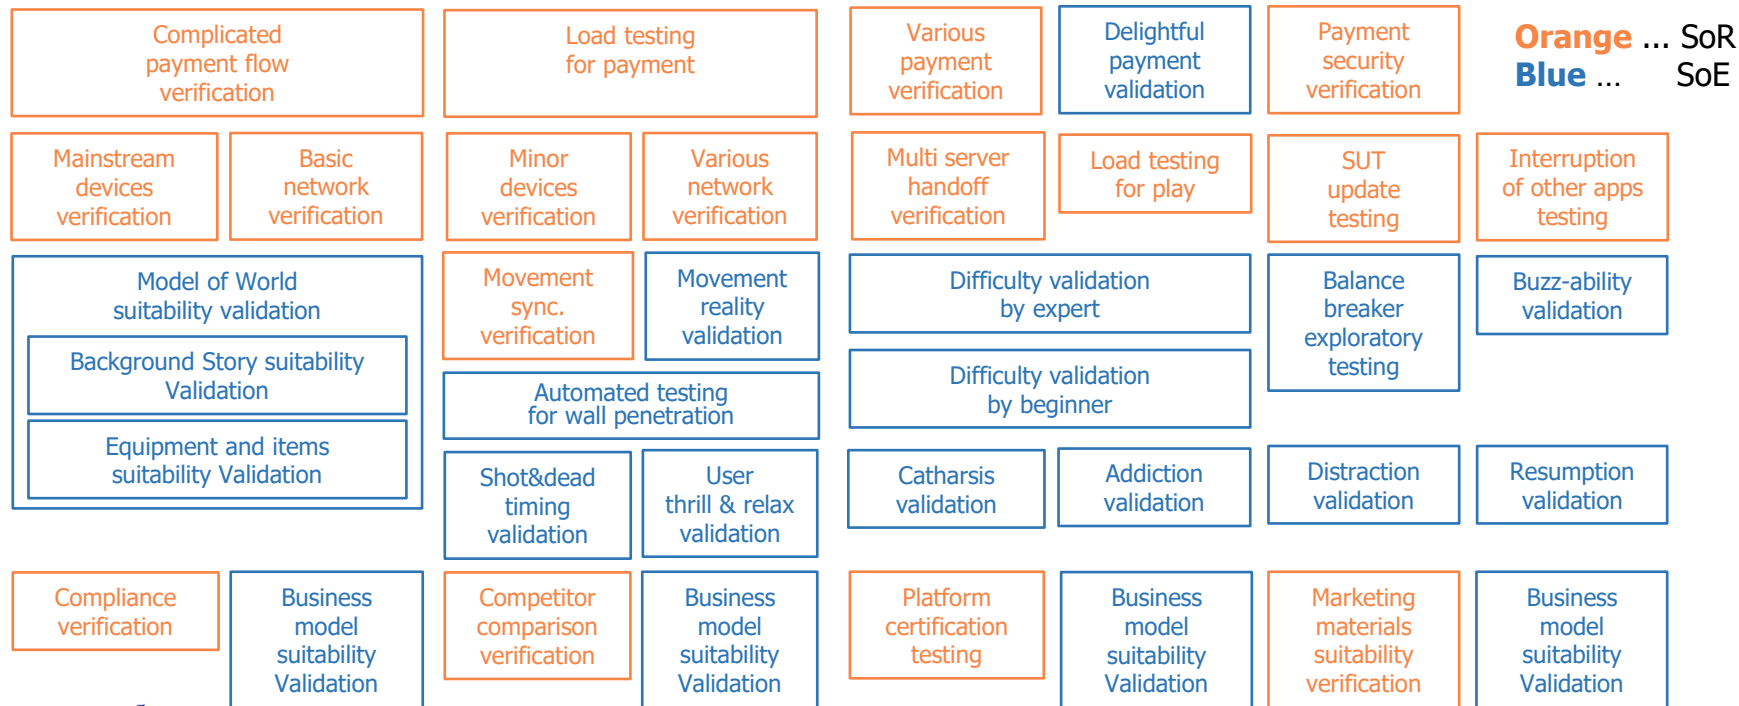 Complicated
payment flow
verification
Load testing
for payment
Various
payment
verification
Delightful
payment
validation
Payment
security
verification
Orange ... SoR
Blue ... SoE
Mainstream
devices
verification
Basic
network
verification
Minor
devices
verification
Various
network
verification
Multi server
handoff
verification
Load testing
for play
SUT
update
testing
Interruption
of other apps
testing
Model of World
suitability validation
Background Story suitability
Validation
Equipment and items
suitability Validation
Movement
sync.
verification
Movement
reality
validation
Automated testing
for wall penetration
Shot&dead
timing
validation
User
thrill & relax
validation
Difficulty validation
by expert
Difficulty validation
by beginner
Catharsis
validation
Addiction
validation
Balance
breaker
exploratory
testing
Buzz-ability
validation
Distraction
validation
Resumption
validation
Compliance
verification
Business
model
suitability
Validation
Competitor
comparison
verification
Business
model
suitability
Validation
Platform
certification
testing
Business
model
suitability
Validation
Marketing
materials
suitability
verification
Business
model
suitability
Validation